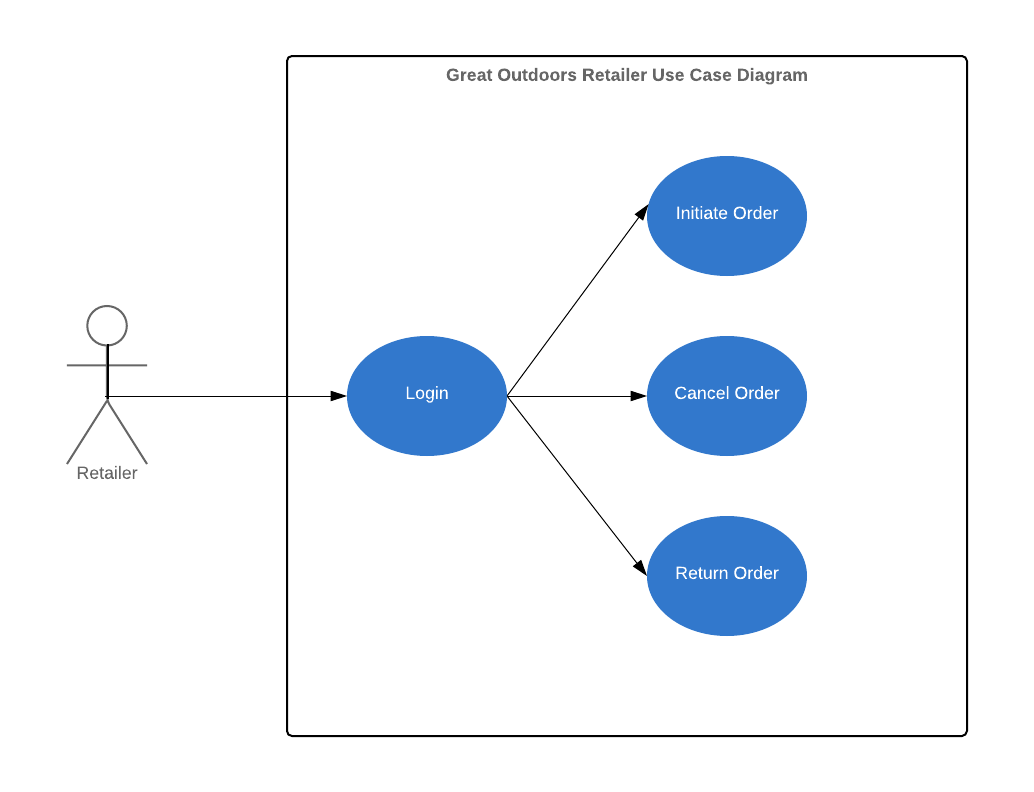 Great Outdoors Retailer Use Case Diagram
Initiate Order
Login
Cancel Order
Retailer
Return Order